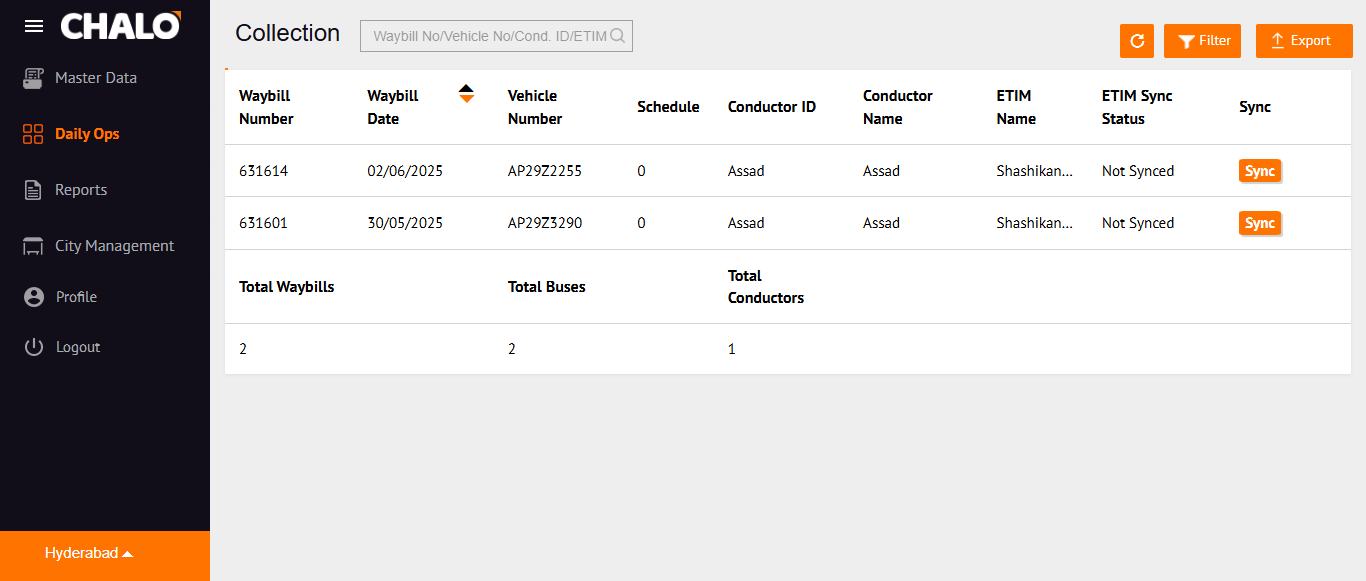 CHALO
Master Data
Daily Ops
Reports
City Management
Profile
Logout
Hyderabad
Collection
Waybill No/Vehicle No/Cond. ID/ETIM
Filter
Export
Waybill Number
Waybill Date
Vehicle Number
Schedule
Conductor ID
Conductor Name
ETIM Name
ETIM Sync Status
Sync
631614 02/06/2025 AP29Z2255 0 Assad Assad Shashikan... Not Synced Sync
631601 30/05/2025 AP29Z3290 0 Assad Assad Shashikan... Not Synced Sync
Total Waybills Total Buses Total Conductors
2 2 1